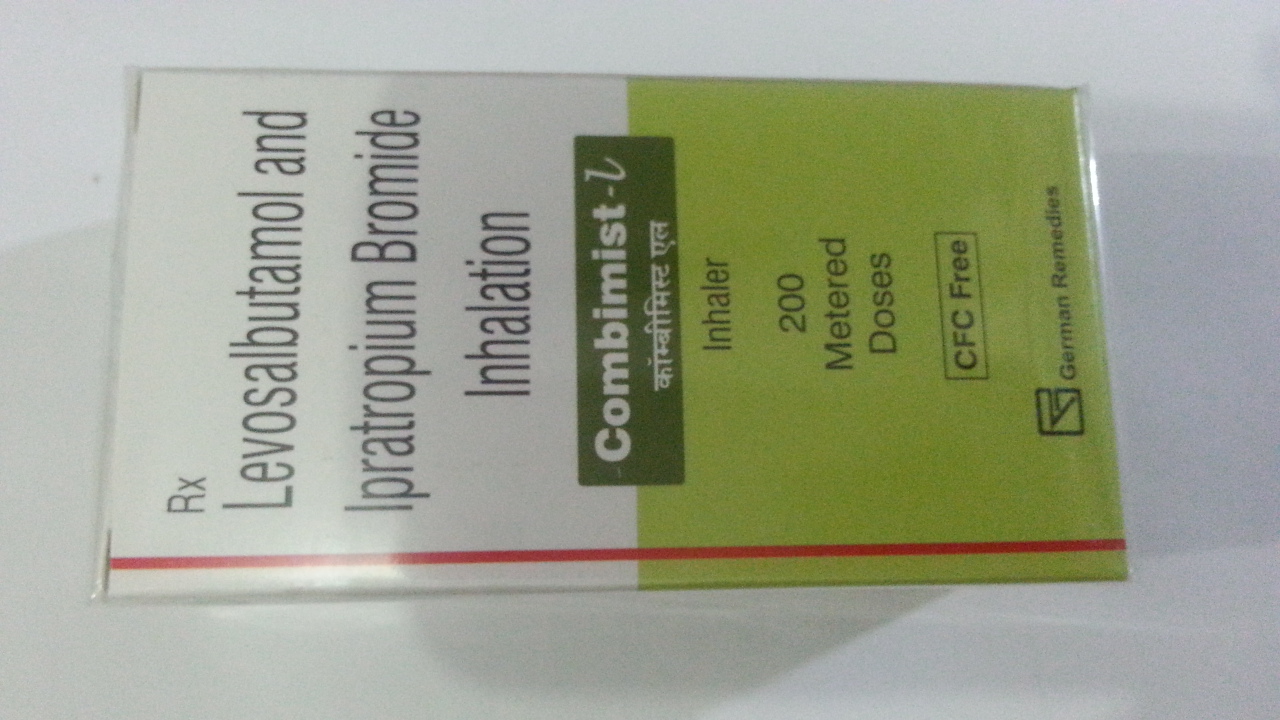 Rx
Levosalbutamol and
Ipratropium Bromide
Inhalation
Combimist-l
कॉम्बीमिस्ट एल
Inhaler
200
Metered
Doses
CFC Free
German Remedies